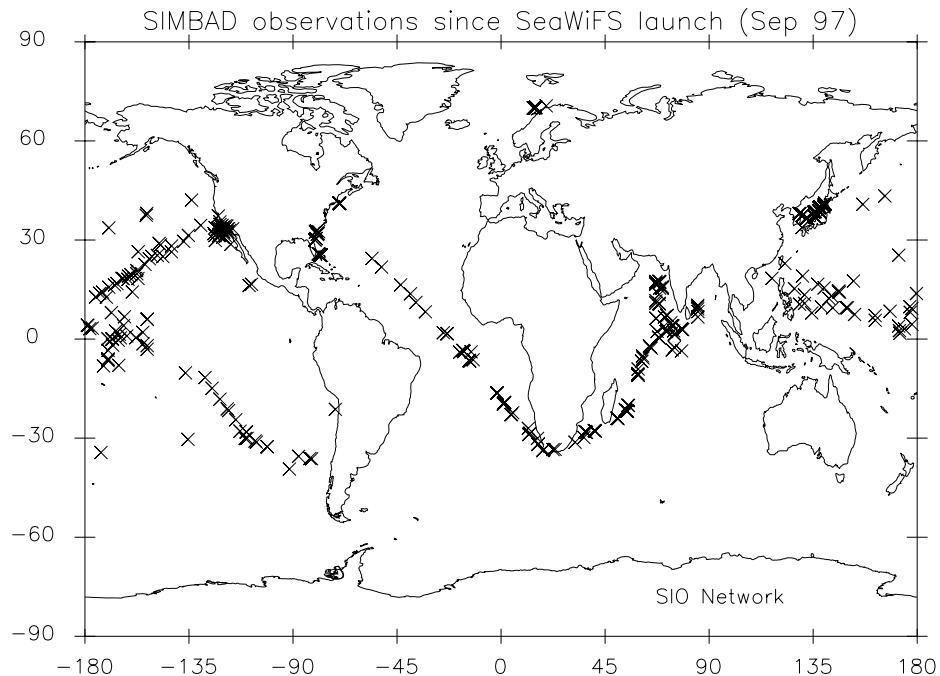 SIMBAD observations since SeaWiFS launch (Sep 97)
90
60
30
0
−30
−60
−90
SIO Network
−180 −135 −90 −45 0 45 90 135 180